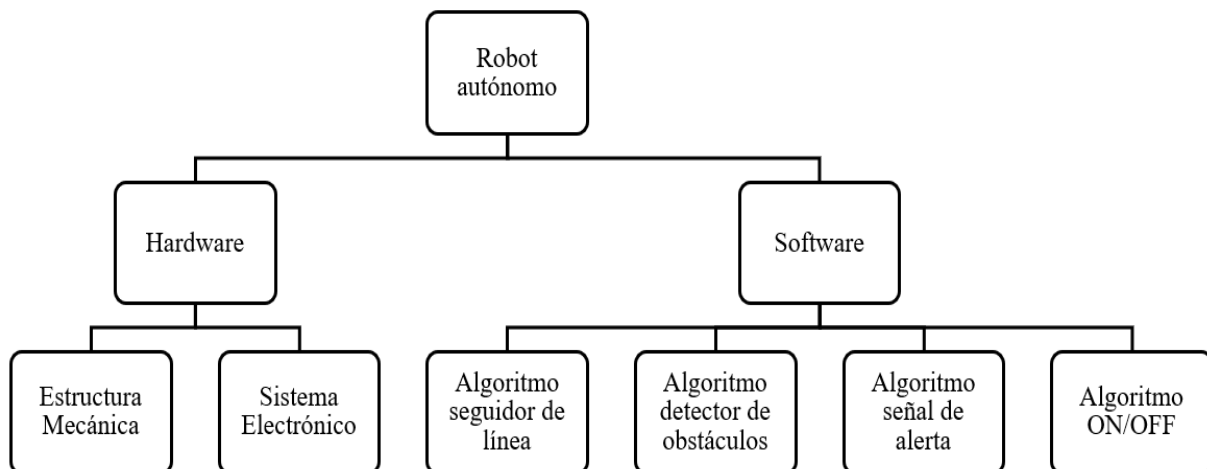 Robot
autónomo
Hardware
Software
Estructura
Mecánica
Sistema
Electrónico
Algoritmo
seguidor de
línea
Algoritmo
detector de
obstáculos
Algoritmo
señal de
alerta
Algoritmo
ON/OFF